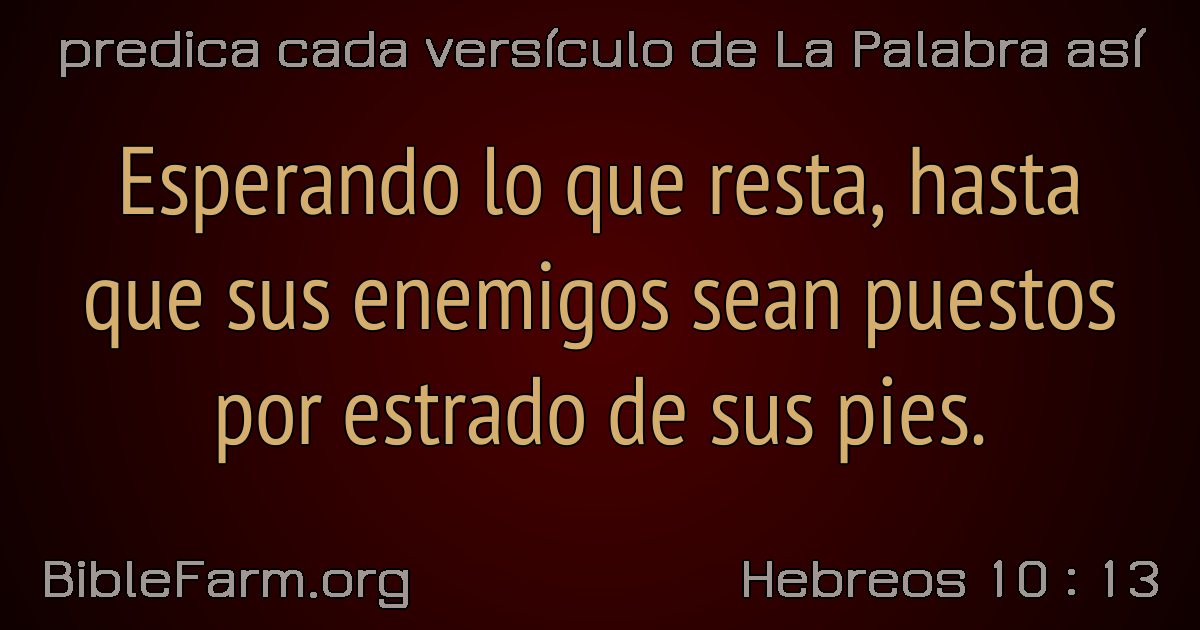 predica cada versículo de La Palabra así
Esperando lo que resta, hasta
que sus enemigos sean puestos
por estrado de sus pies.
BibleFarm.org
Hebreos 10 : 13